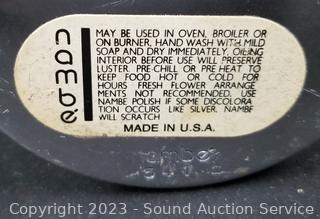 nambé
MAY BE USED IN OVEN, BROILER OR
ON BURNER. HAND WASH WITH MILD
SOAP AND DRY IMMEDIATELY. OILING
INTERIOR BEFORE USE WILL PRESERVE
LUSTER. PRE-CHILL OR PRE HEAT TO
KEEP FOOD HOT OR COLD FOR
HOURS FRESH FLOWER ARRANGE
MENTS NOT RECOMMENDED. USE
NAMBE POLISH IF SOME DISCOLORA
TION OCCURS LIKE SILVER, NAMBE
WILL SCRATCH
MADE IN U.S.A.
Copyright 2023 - Sound Auction Service